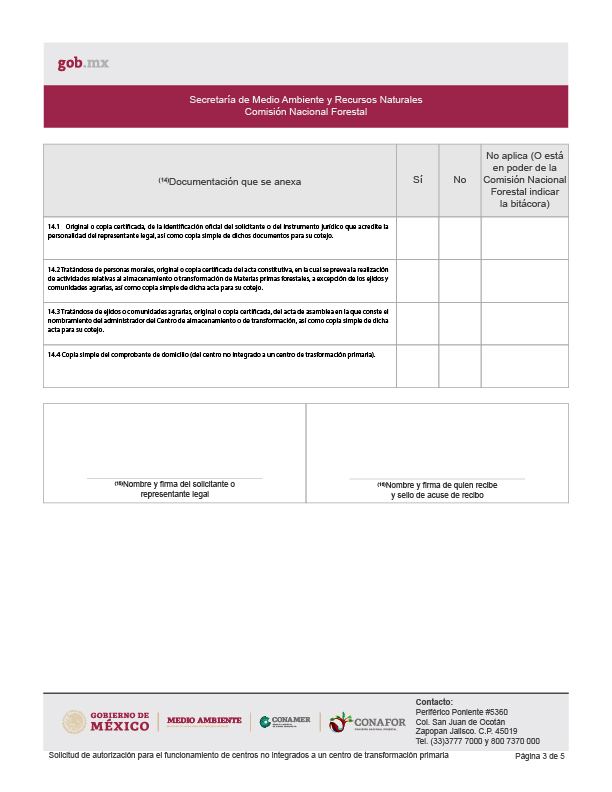 gob.mx
Secretaría de Medio Ambiente y Recursos Naturales
Comisión Nacional Forestal
(14)Documentación que se anexa
Sí
No
No aplica (O está
en poder de la
Comisión Nacional
Forestal indicar
la bitácora)
14.1 Original o copia certificada, de la identificación oficial del solicitante o del instrumento jurídico que acredite la
personalidad del representante legal, así como copia simple de dichos documentos para su cotejo.
14.2 Tratándose de personas morales, original o copia certificada del acta constitutiva, en la cual se prevea la realización
de actividades relativas al almacenamiento o transformación de Materias primas forestales, a excepción de los ejidos y
comunidades agrarias, así como copia simple de dicha acta para su cotejo.
14.3 Tratándose de ejidos o comunidades agrarias, original o copia certificada, del acta de asamblea en la que conste el
nombramiento del administrador del Centro de almacenamiento o de transformación, así como copia simple de dicha
acta para su cotejo.
14.4 Copia simple del comprobante de domicilio (del centro no integrado a un centro de trasformación primaria).
(15)Nombre y firma del solicitante o
representante legal
(16)Nombre y firma de quien recibe
y sello de acuse de recibo
GOBIERNO DE
MÉXICO
MEDIO AMBIENTE
CONAMER
CONAFOR
COMISIÓN NACIONAL FORESTAL
Contacto:
Periférico Poniente #5360
Col. San Juan de Ocotán
Zapopan Jalisco. C.P. 45019
Tel. (33)3777 7000 y 800 7370 000
Solicitud de autorización para el funcionamiento de centros no integrados a un centro de transformación primaria
Página 3 de 5